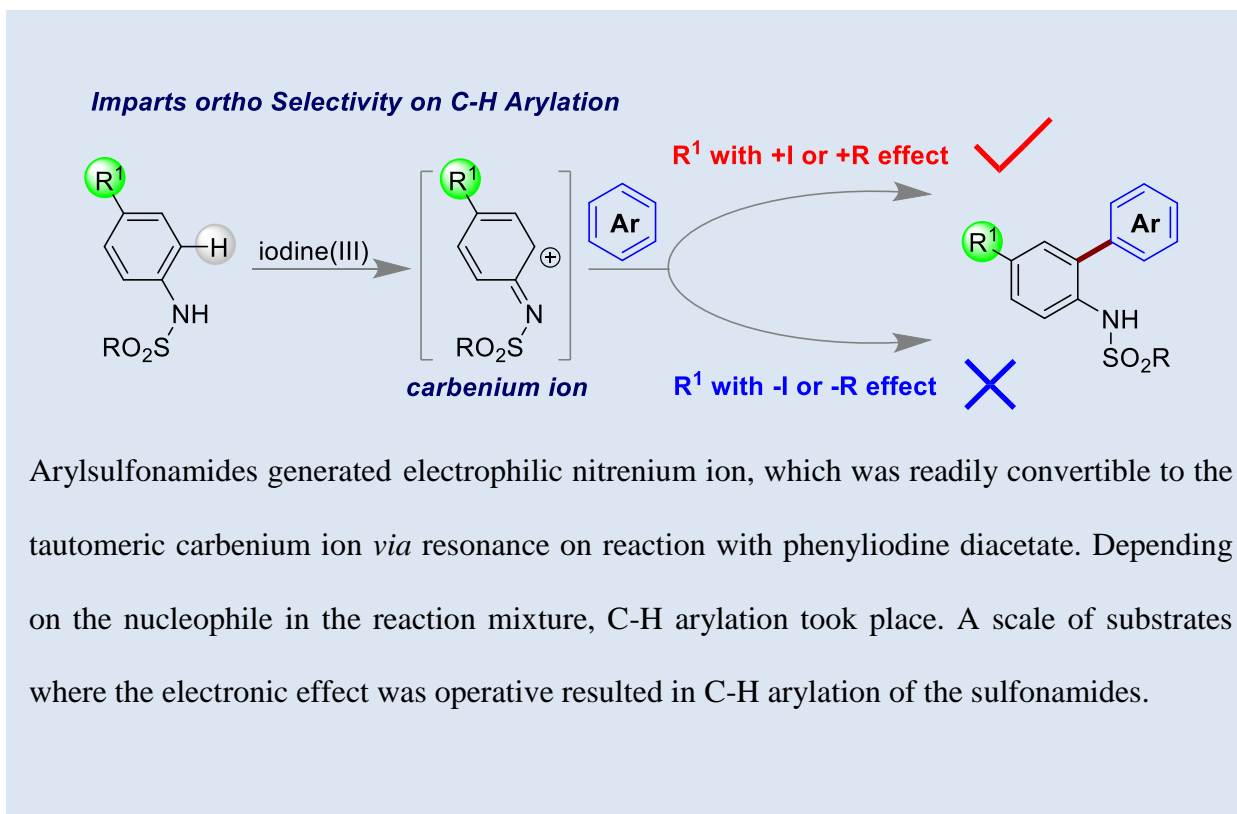 Imparts ortho Selectivity on C-H Arylation
R¹ with +I or +R effect
R¹
R¹
Ar
Ar
H
iodine(III)
⊕
R¹
NH
N
NH
RO₂S
RO₂S
SO₂R
carbenium ion
R¹ with -I or -R effect
Arylsulfonamides generated electrophilic nitrenium ion, which was readily convertible to the
tautomeric carbenium ion via resonance on reaction with phenyliodine diacetate. Depending
on the nucleophile in the reaction mixture, C-H arylation took place. A scale of substrates
where the electronic effect was operative resulted in C-H arylation of the sulfonamides.